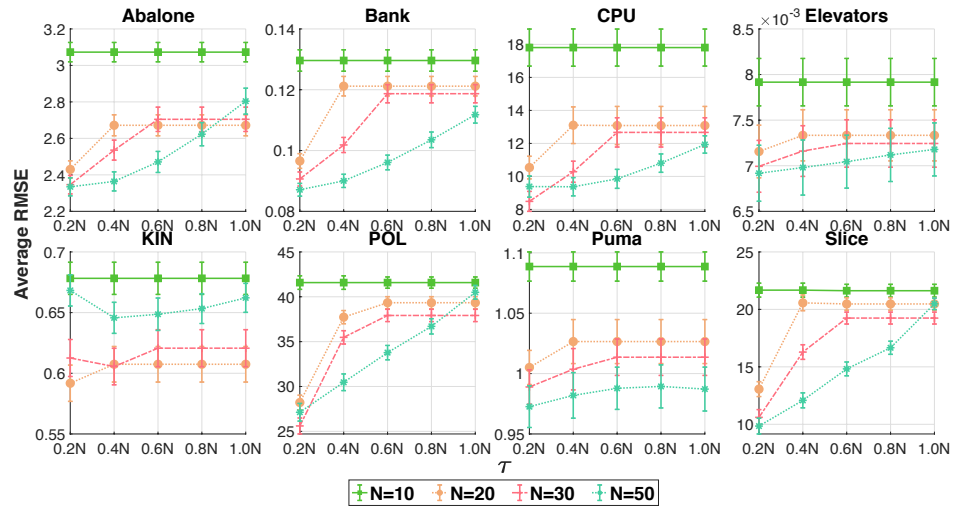 Abalone
3.2
3
2.8
2.6
2.4
2.2
0.2N 0.4N 0.6N 0.8N 1.0N
Bank
0.14
0.12
0.1
0.08
0.2N 0.4N 0.6N 0.8N 1.0N
CPU
18
16
14
12
10
8
0.2N 0.4N 0.6N 0.8N 1.0N
Elevators
×10⁻³
9
8.5
8
7.5
7
6.5
0.2N 0.4N 0.6N 0.8N 1.0N
Average RMSE
KIN
0.7
0.65
0.6
0.55
0.2N 0.4N 0.6N 0.8N 1.0N
POL
45
40
35
30
25
0.2N 0.4N 0.6N 0.8N 1.0N
Puma
1.1
1.05
1
0.95
0.2N 0.4N 0.6N 0.8N 1.0N
Slice
25
20
15
10
0.2N 0.4N 0.6N 0.8N 1.0N
τ
N=10 N=20 N=30 N=50